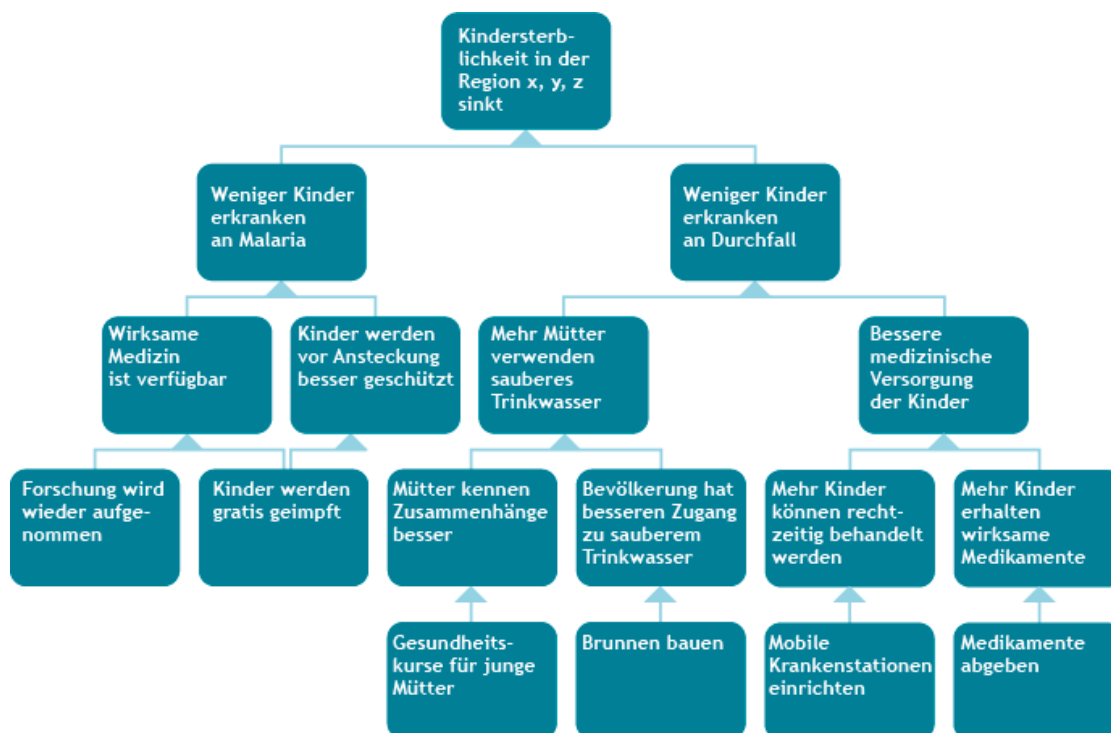 Kindersterb-
lichkeit in der
Region x, y, z
sinkt
Weniger Kinder
erkranken
an Malaria
Weniger Kinder
erkranken
an Durchfall
Wirksame
Medizin
ist verfügbar
Kinder werden
vor Ansteckung
besser geschützt
Mehr Mütter
verwenden
sauberes
Trinkwasser
Bessere
medizinische
Versorgung
der Kinder
Forschung wird
wieder aufge-
nommen
Kinder werden
gratis geimpft
Mütter kennen
Zusammenhänge
besser
Bevölkerung hat
besseren Zugang
zu sauberem
Trinkwasser
Mehr Kinder
können recht-
zeitig behandelt
werden
Mehr Kinder
erhalten
wirksame
Medikamente
Gesundheits-
kurse für junge
Mütter
Brunnen bauen
Mobile
Krankenstationen
einrichten
Medikamente
abgeben